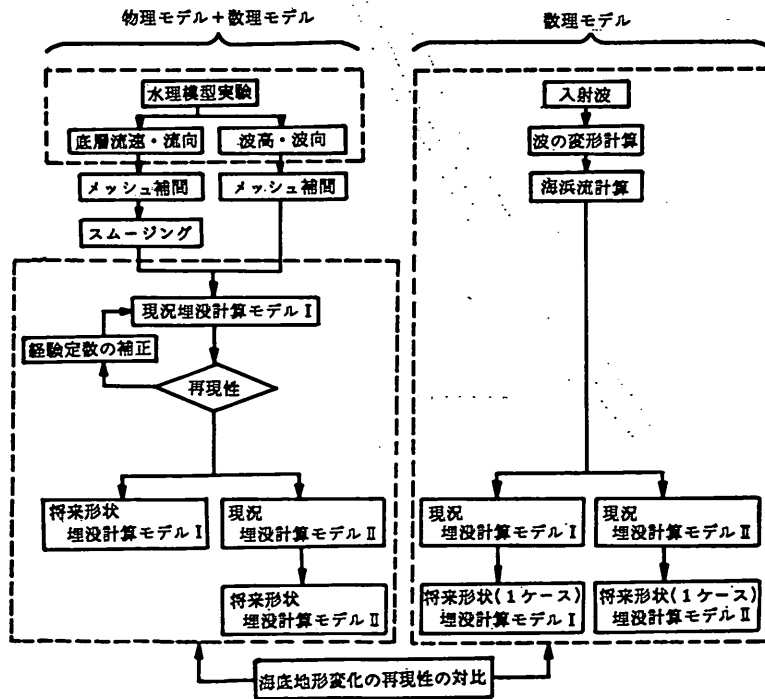 物理モデル+数理モデル
水理模型実験
底層流速・流向
波高・波向
メッシュ補間
メッシュ補間
スムージング
現況埋没計算モデルⅠ
経験定数の補正
再現性
将来形状
埋没計算モデルⅠ
現況
埋没計算モデルⅡ
将来形状
埋没計算モデルⅡ
数理モデル
入射波
波の変形計算
海浜流計算
現況
埋没計算モデルⅠ
現況
埋没計算モデルⅡ
将来形状(1ケース)
埋没計算モデルⅠ
将来形状(1ケース)
埋没計算モデルⅡ
海底地形変化の再現性の対比